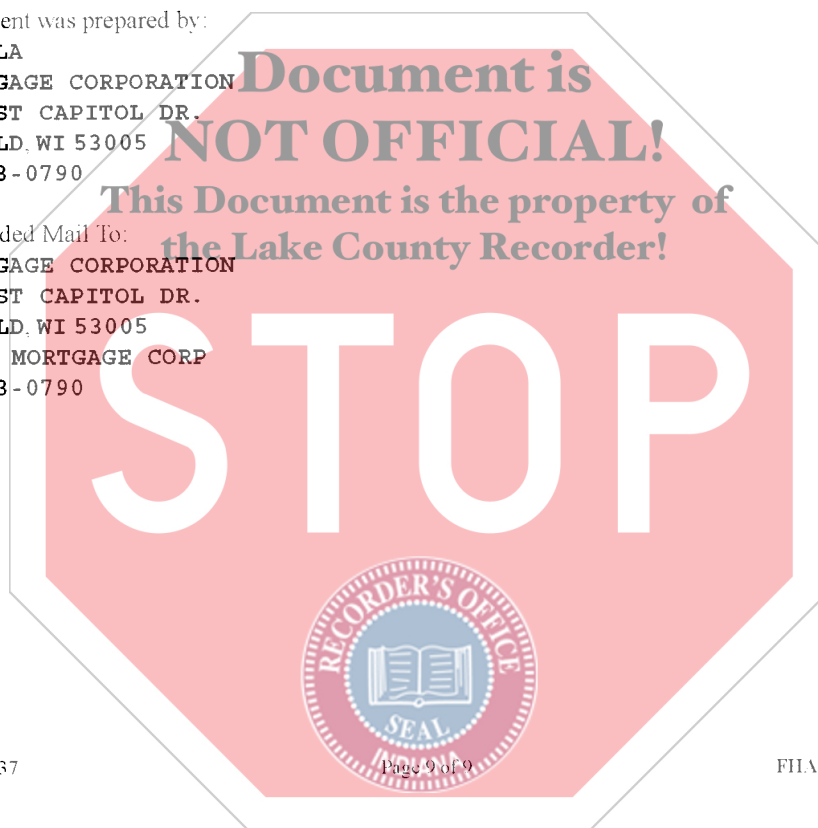 ent was prepared by:
LA
GAGE CORPORATION
ST CAPITOL DR.
LD, WI 53005
3-0790
Document is
NOT OFFICIAL!
This Document is the property of
the Lake County Recorder!
ded Mail To:
GAGE CORPORATION
ST CAPITOL DR.
LD, WI 53005
MORTGAGE CORP
3-0790
STOP
RECORDER'S OFFICE
SEAL
INDIANA
37
Page 9 of 9
FHA